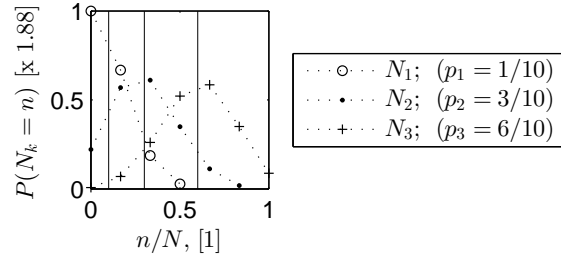 P(N_k = n) [x 1.88]
1
0.5
0
0 0.5 1
n/N, [1]
N_1; (p_1 = 1/10)
N_2; (p_2 = 3/10)
N_3; (p_3 = 6/10)